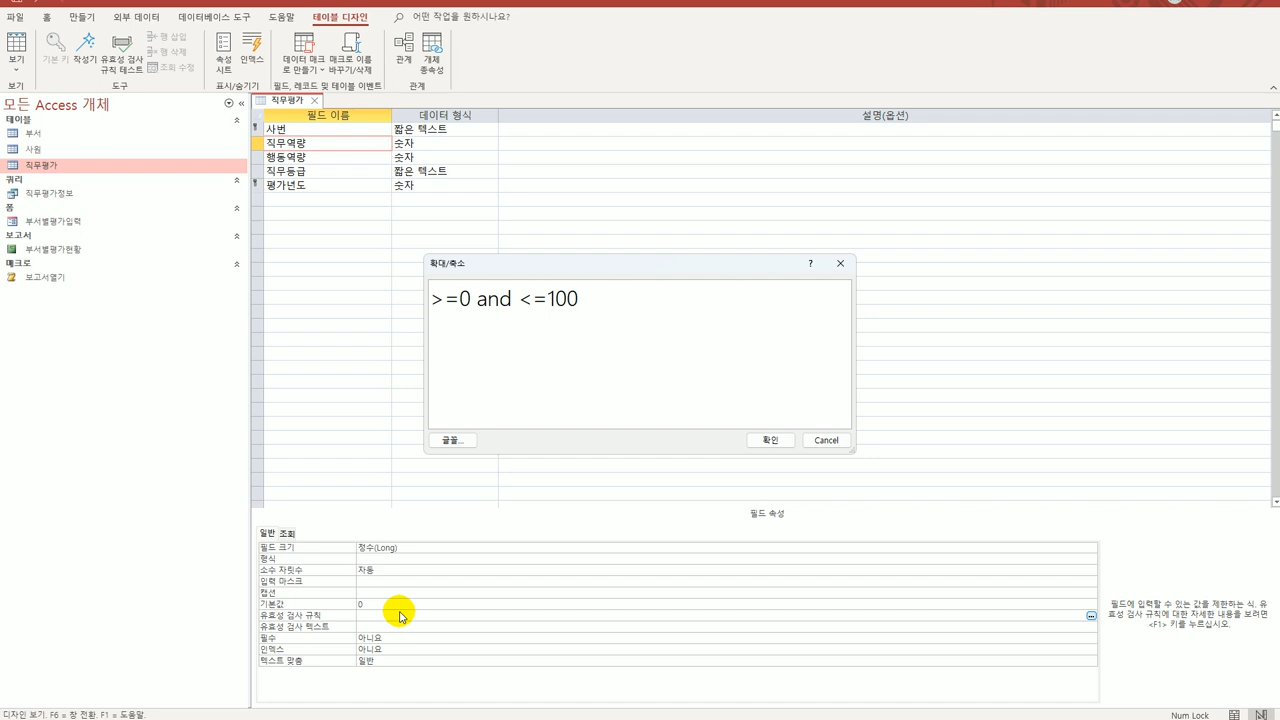 파일 홈 만들기 외부 데이터 데이터베이스 도구 도움말 테이블 디자인 어떤 작업을 원하시나요?
보기 기본 키 작성기 유효성 검사 규칙 테스트 행 삽입 행 삭제 조회 수정 속성 시트 인덱스 데이터 매크로 만들기 매크로 이름 바꾸기/삭제 관계 개체 종속성
보기 도구 표시/숨기기 필드, 레코드 및 테이블 이벤트 관계
모든 Access 개체
테이블
부서
사원
직무평가
쿼리
직무평가정보
폼
부서별평가입력
보고서
부서별평가현황
매크로
보고서열기
직무평가
필드 이름 데이터 형식 설명(옵션)
사번 짧은 텍스트
직무역량 숫자
행동역량 숫자
직무등급 짧은 텍스트
평가년도 숫자
확대/축소 ?
>=0 and <=100
글꼴... 확인 Cancel
필드 속성
일반 조회
필드 크기 정수(Long)
형식
소수 자릿수 자동
입력 마스크
캡션
기본값 0
유효성 검사 규칙
유효성 검사 텍스트
필수 아니요
인덱스 아니요
텍스트 맞춤 일반
필드에 입력할 수 있는 값을 제한하는 식. 유
효성 검사 규칙에 대한 자세한 내용을 보려면
<F1> 키를 누르십시오.
디자인 보기. F6 = 창 전환. F1 = 도움말. Num Lock